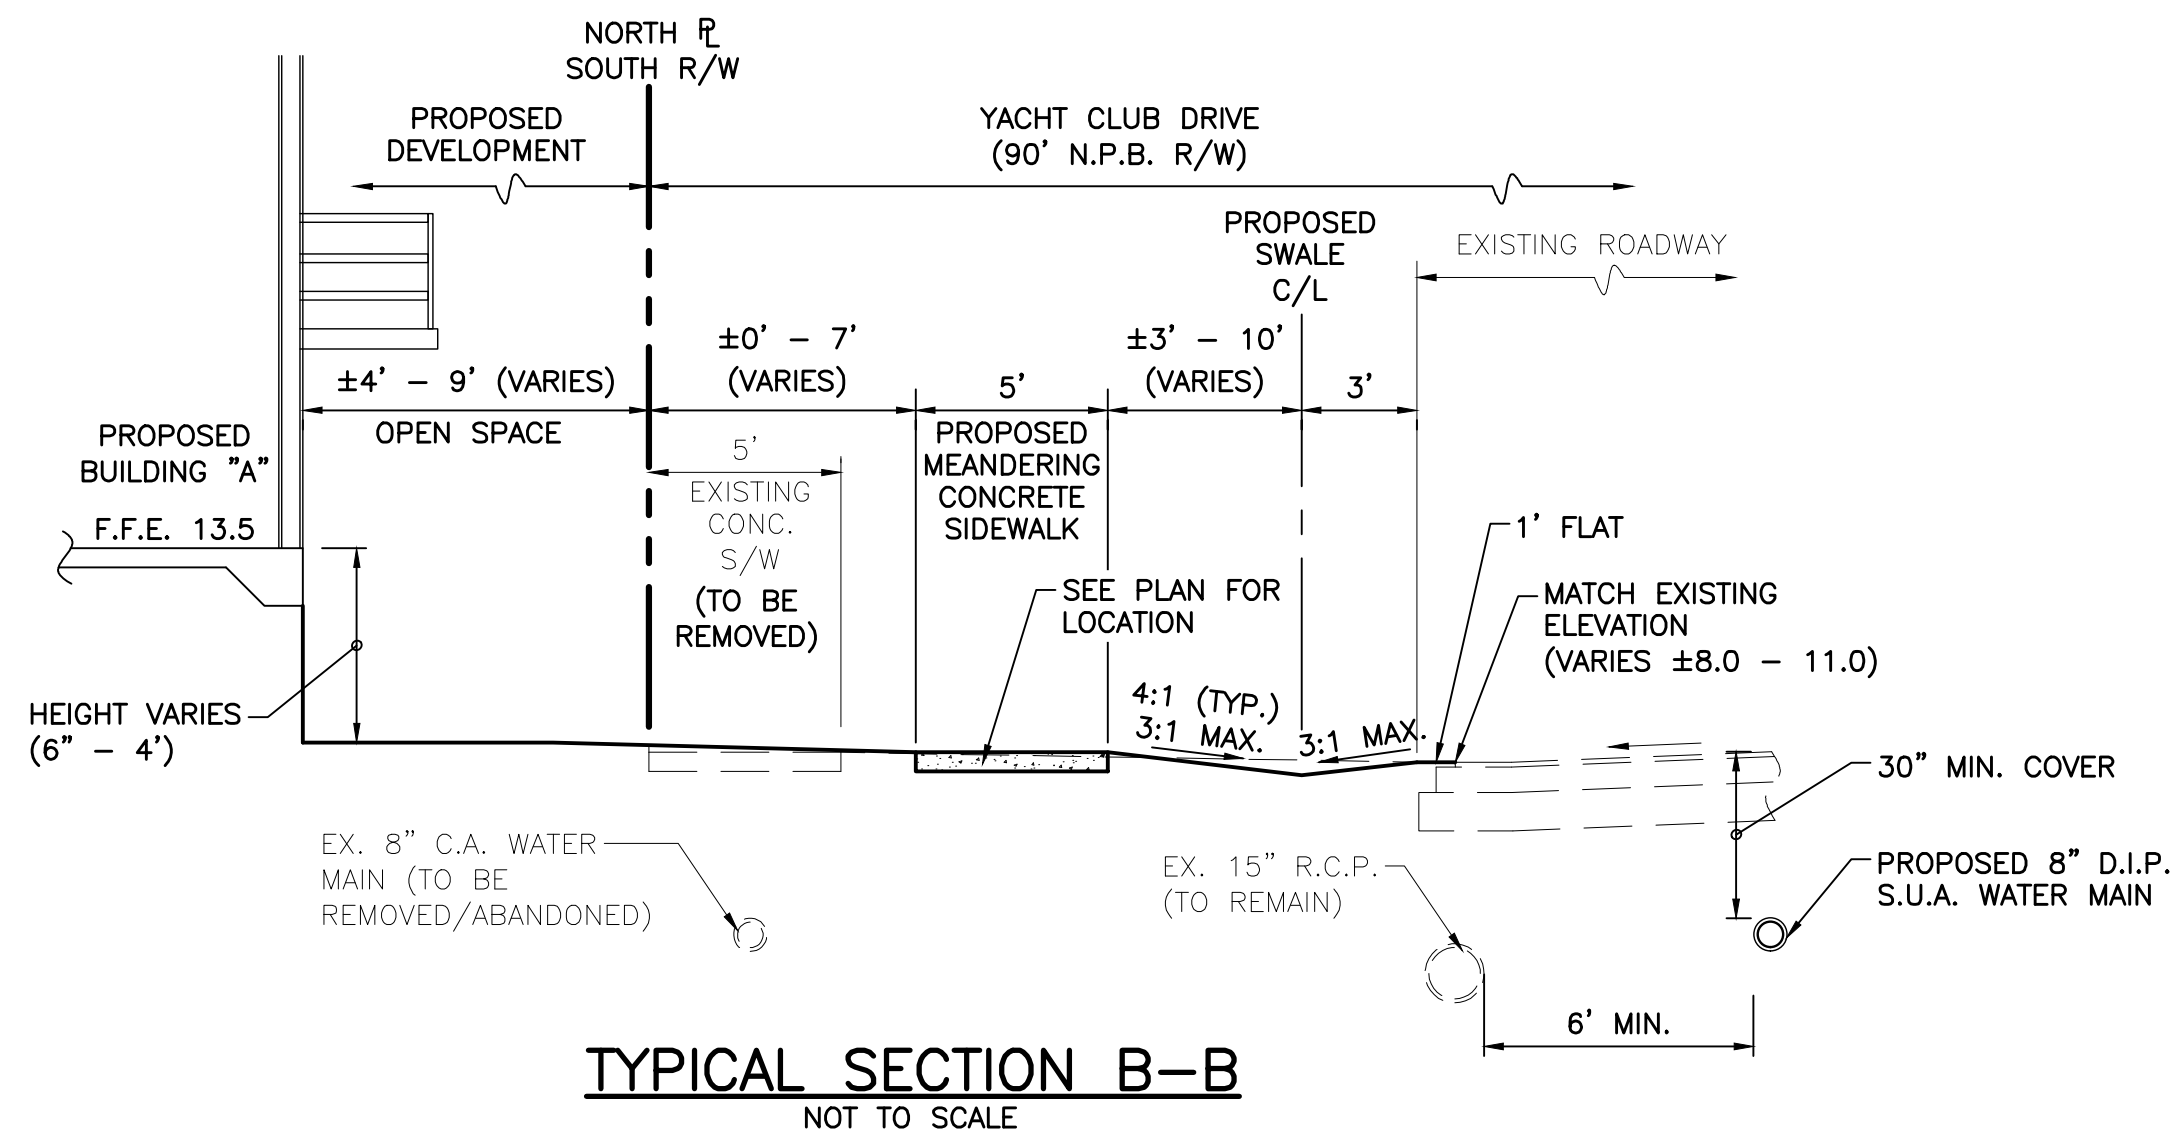 NORTH ℄
SOUTH R/W
PROPOSED
DEVELOPMENT
YACHT CLUB DRIVE
(90' N.P.B. R/W)
PROPOSED
SWALE
C/L
EXISTING ROADWAY
±4' - 9' (VARIES)
OPEN SPACE
±0' - 7'
(VARIES)
5'
±3' - 10'
(VARIES)
3'
PROPOSED
BUILDING "A"
F.F.E. 13.5
5'
EXISTING
CONC.
S/W
(TO BE
REMOVED)
PROPOSED
MEANDERING
CONCRETE
SIDEWALK
SEE PLAN FOR
LOCATION
1' FLAT
MATCH EXISTING
ELEVATION
(VARIES ±8.0 - 11.0)
HEIGHT VARIES
(6" - 4')
4:1 (TYP.)
3:1 MAX.
3:1 MAX.
30" MIN. COVER
EX. 8" C.A. WATER
MAIN (TO BE
REMOVED/ABANDONED)
EX. 15" R.C.P.
(TO REMAIN)
PROPOSED 8" D.I.P.
S.U.A. WATER MAIN
6' MIN.
TYPICAL SECTION B-B
NOT TO SCALE